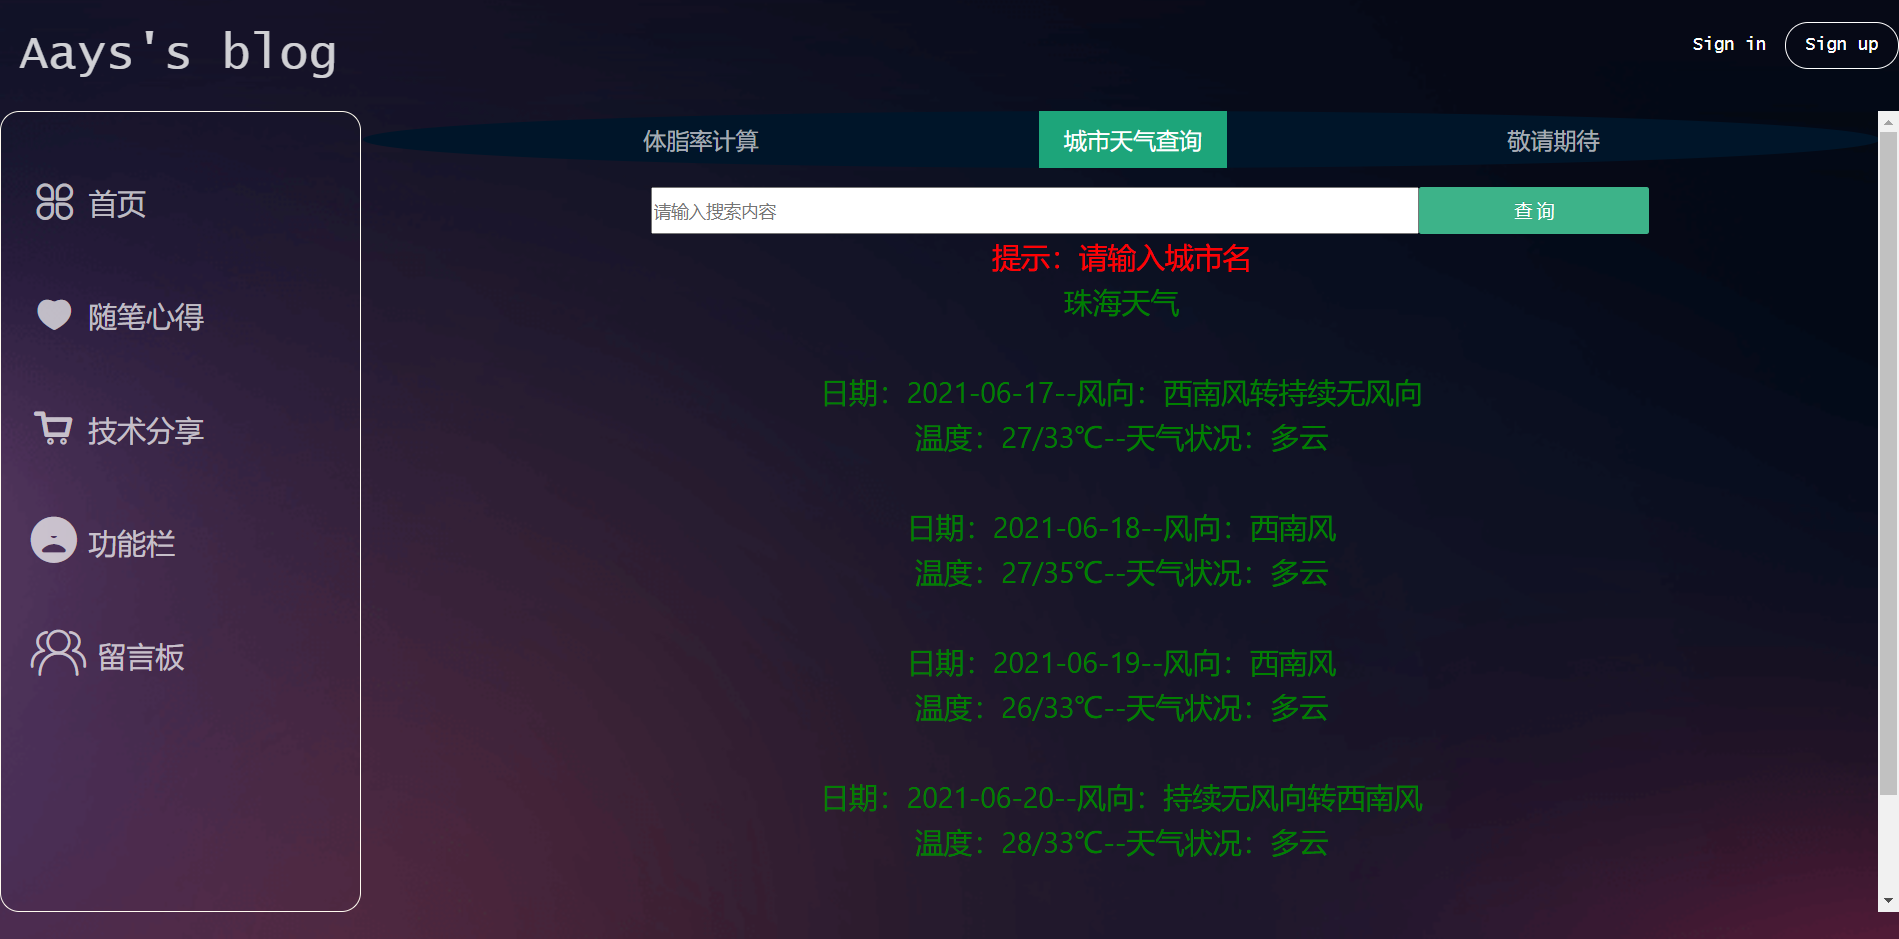 Aays's blog
Sign in
Sign up
首页
随笔心得
技术分享
功能栏
留言板
体脂率计算
城市天气查询
敬请期待
请输入搜索内容
查询
提示：请输入城市名
珠海天气
日期：2021-06-17--风向：西南风转持续无风向
温度：27/33℃--天气状况：多云
日期：2021-06-18--风向：西南风
温度：27/35℃--天气状况：多云
日期：2021-06-19--风向：西南风
温度：26/33℃--天气状况：多云
日期：2021-06-20--风向：持续无风向转西南风
温度：28/33℃--天气状况：多云